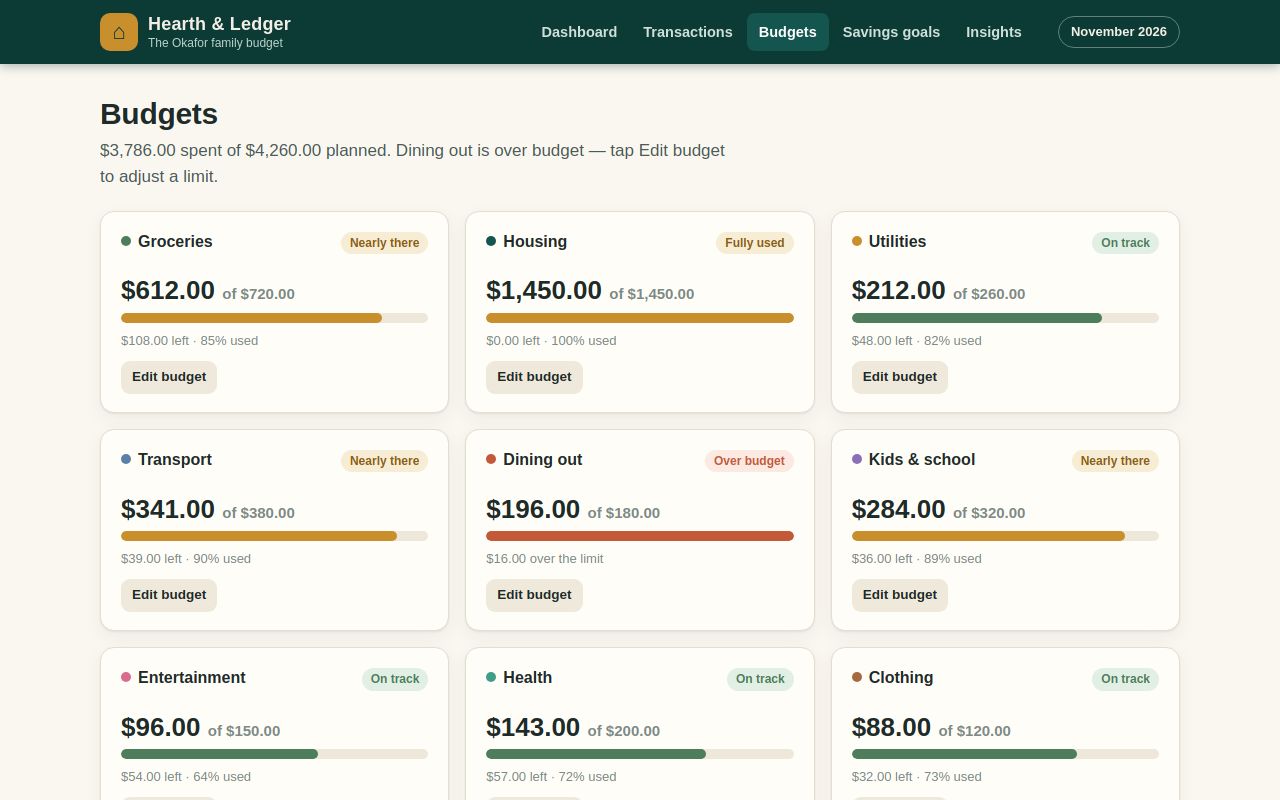 Hearth & Ledger
The Okafor family budget
Dashboard
Transactions
Budgets
Savings goals
Insights
November 2026
Budgets
$3,786.00 spent of $4,260.00 planned. Dining out is over budget — tap Edit budget
to adjust a limit.
Groceries
Nearly there
$612.00 of $720.00
$108.00 left · 85% used
Edit budget
Housing
Fully used
$1,450.00 of $1,450.00
$0.00 left · 100% used
Edit budget
Utilities
On track
$212.00 of $260.00
$48.00 left · 82% used
Edit budget
Transport
Nearly there
$341.00 of $380.00
$39.00 left · 90% used
Edit budget
Dining out
Over budget
$196.00 of $180.00
$16.00 over the limit
Edit budget
Kids & school
Nearly there
$284.00 of $320.00
$36.00 left · 89% used
Edit budget
Entertainment
On track
$96.00 of $150.00
$54.00 left · 64% used
Health
On track
$143.00 of $200.00
$57.00 left · 72% used
Clothing
On track
$88.00 of $120.00
$32.00 left · 73% used